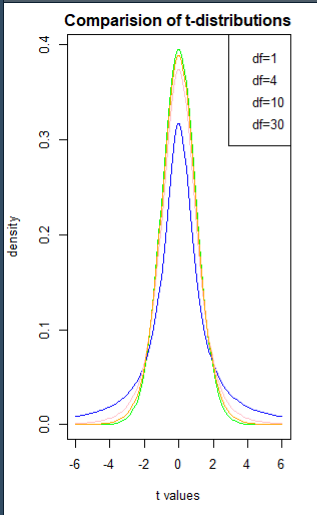 Comparision of t-distributions
df=1
df=4
df=10
df=30
density
0.4
0.3
0.2
0.1
0.0
-6 -4 -2 0 2 4 6
t values